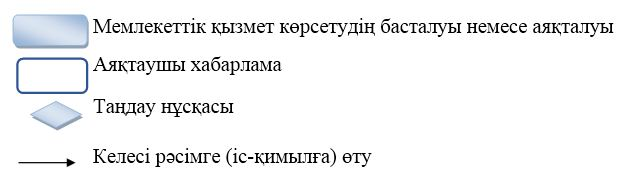 Мемлекеттік қызмет көрсетудің басталуы немесе аяқталуы
Аяқтаушы хабарлама
Таңдау нұсқасы
Келесі рәсімге (іс-қимылға) өту